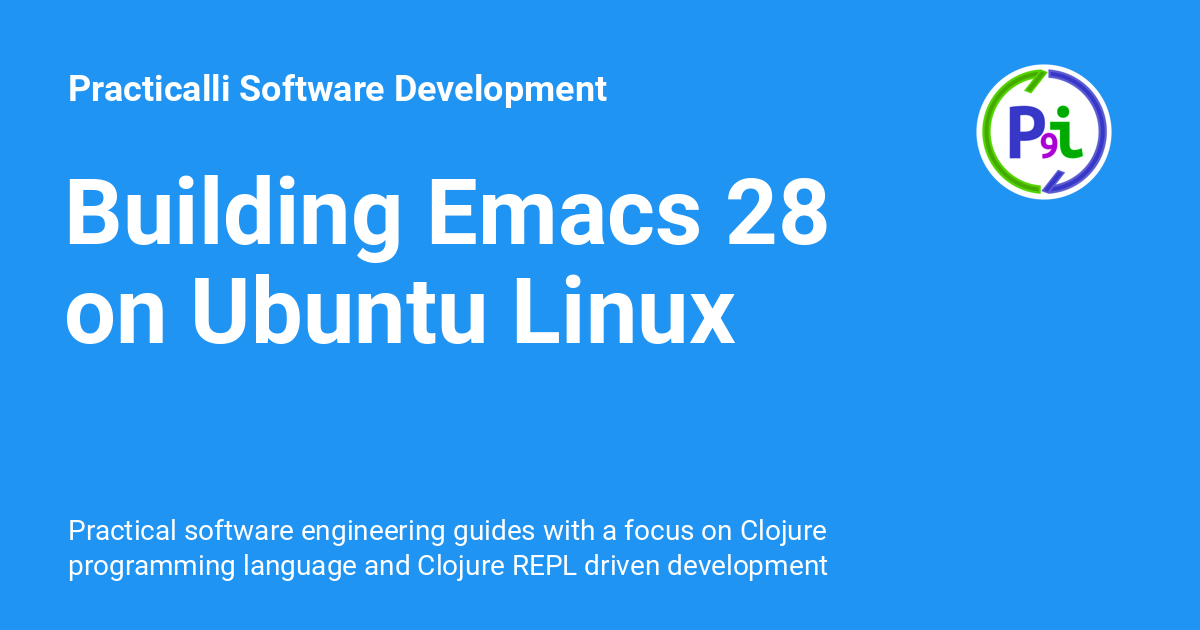 Practicalli Software Development
P9i
Building Emacs 28
on Ubuntu Linux
Practical software engineering guides with a focus on Clojure
programming language and Clojure REPL driven development